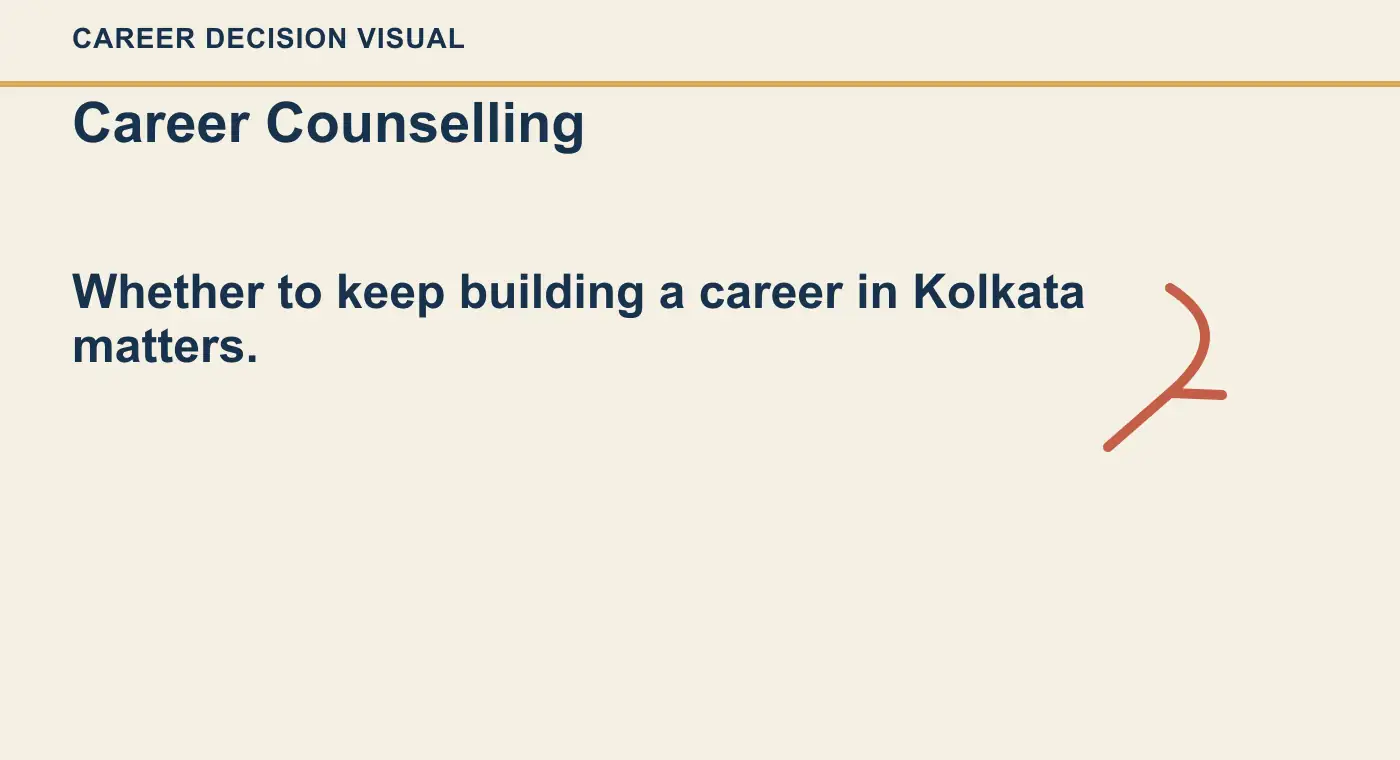 CAREER DECISION VISUAL
Career Counselling
Whether to keep building a career in Kolkata
matters.